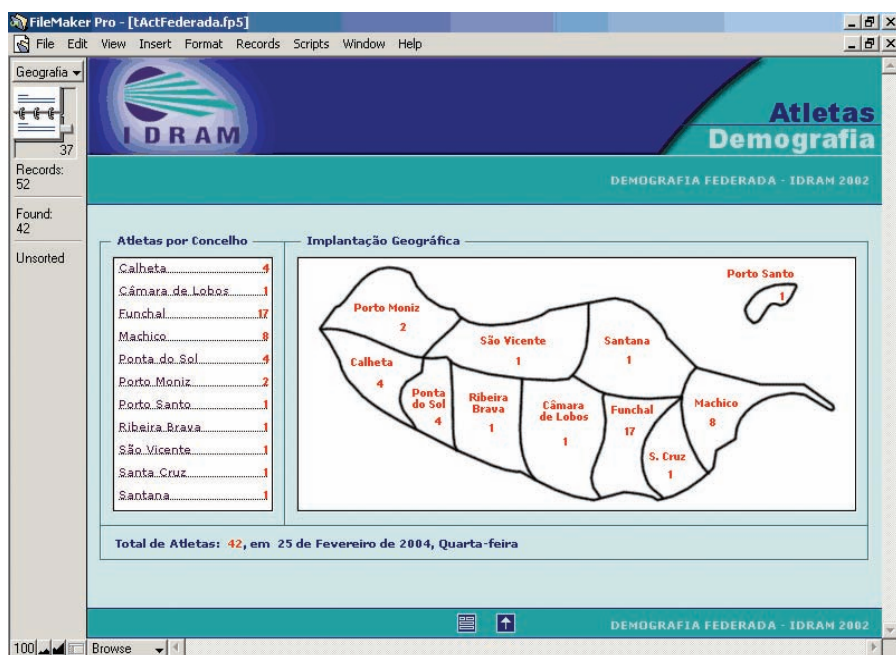 FileMaker Pro - [tActFederada.fp5]
File Edit View Insert Format Records Scripts Window Help
Geografia
37
Records:
52
Found:
42
Unsorted
IDRAM
Atletas
Demografia
DEMOGRAFIA FEDERADA - IDRAM 2002
Atletas por Concelho
Calheta 4
Câmara de Lobos 1
Funchal 17
Machico 8
Ponta do Sol 4
Porto Moniz 2
Porto Santo 1
Ribeira Brava 1
São Vicente 1
Santa Cruz 1
Santana 1
Implantação Geográfica
Porto Santo
1
Porto Moniz
2
São Vicente
1
Santana
1
Calheta
4
Ponta
do Sol
4
Ribeira
Brava
1
Câmara
de Lobos
1
Funchal
17
Machico
8
S. Cruz
1
Total de Atletas: 42, em 25 de Fevereiro de 2004, Quarta-feira
DEMOGRAFIA FEDERADA - IDRAM 2002
100 Browse